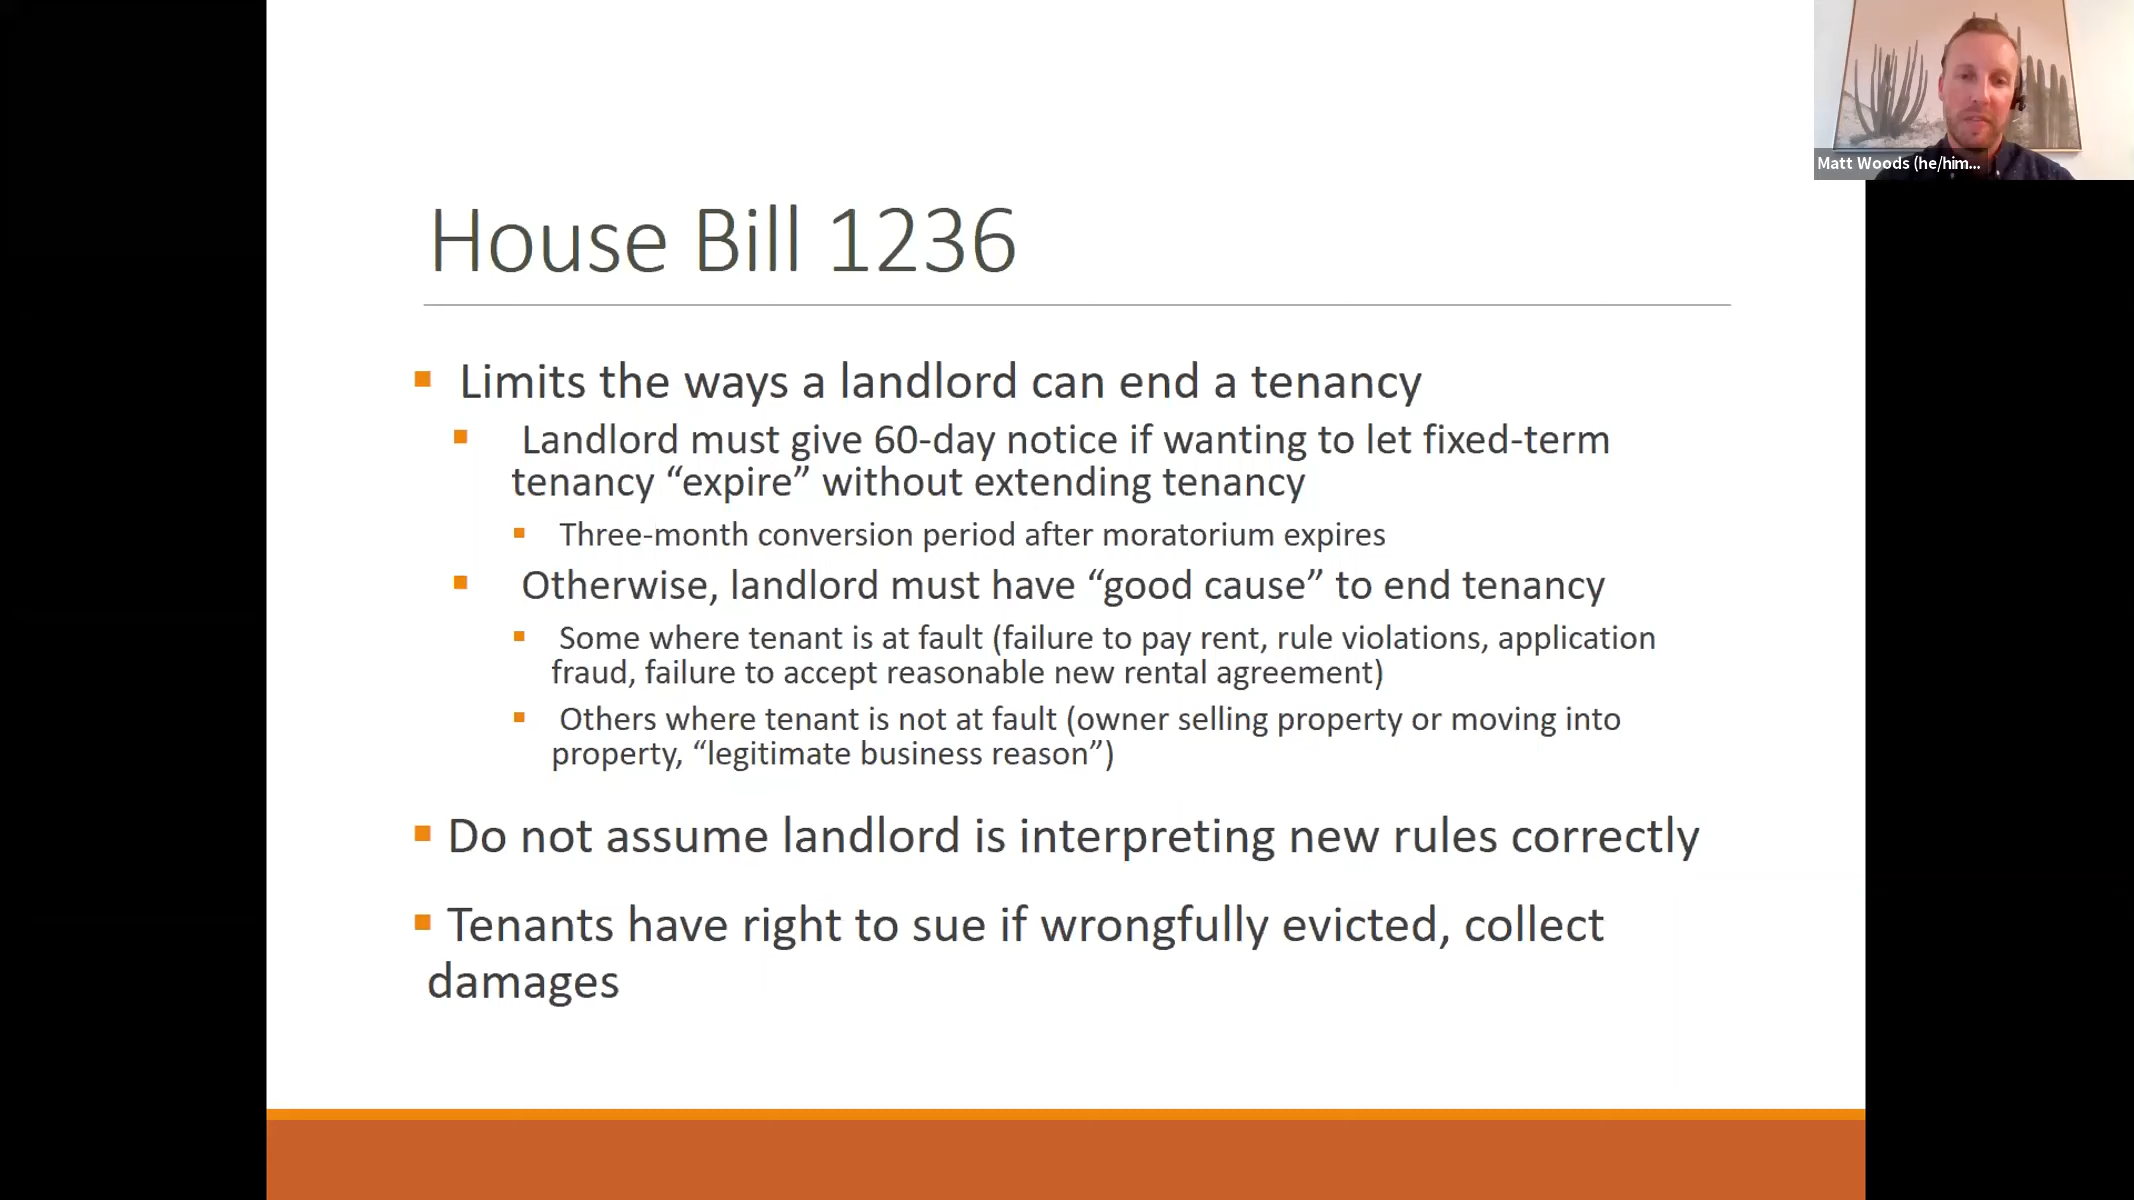 Matt Woods (he/him...
House Bill 1236
Limits the ways a landlord can end a tenancy
Landlord must give 60-day notice if wanting to let fixed-term
tenancy “expire” without extending tenancy
Three-month conversion period after moratorium expires
Otherwise, landlord must have “good cause” to end tenancy
Some where tenant is at fault (failure to pay rent, rule violations, application
fraud, failure to accept reasonable new rental agreement)
Others where tenant is not at fault (owner selling property or moving into
property, “legitimate business reason”)
Do not assume landlord is interpreting new rules correctly
Tenants have right to sue if wrongfully evicted, collect
damages